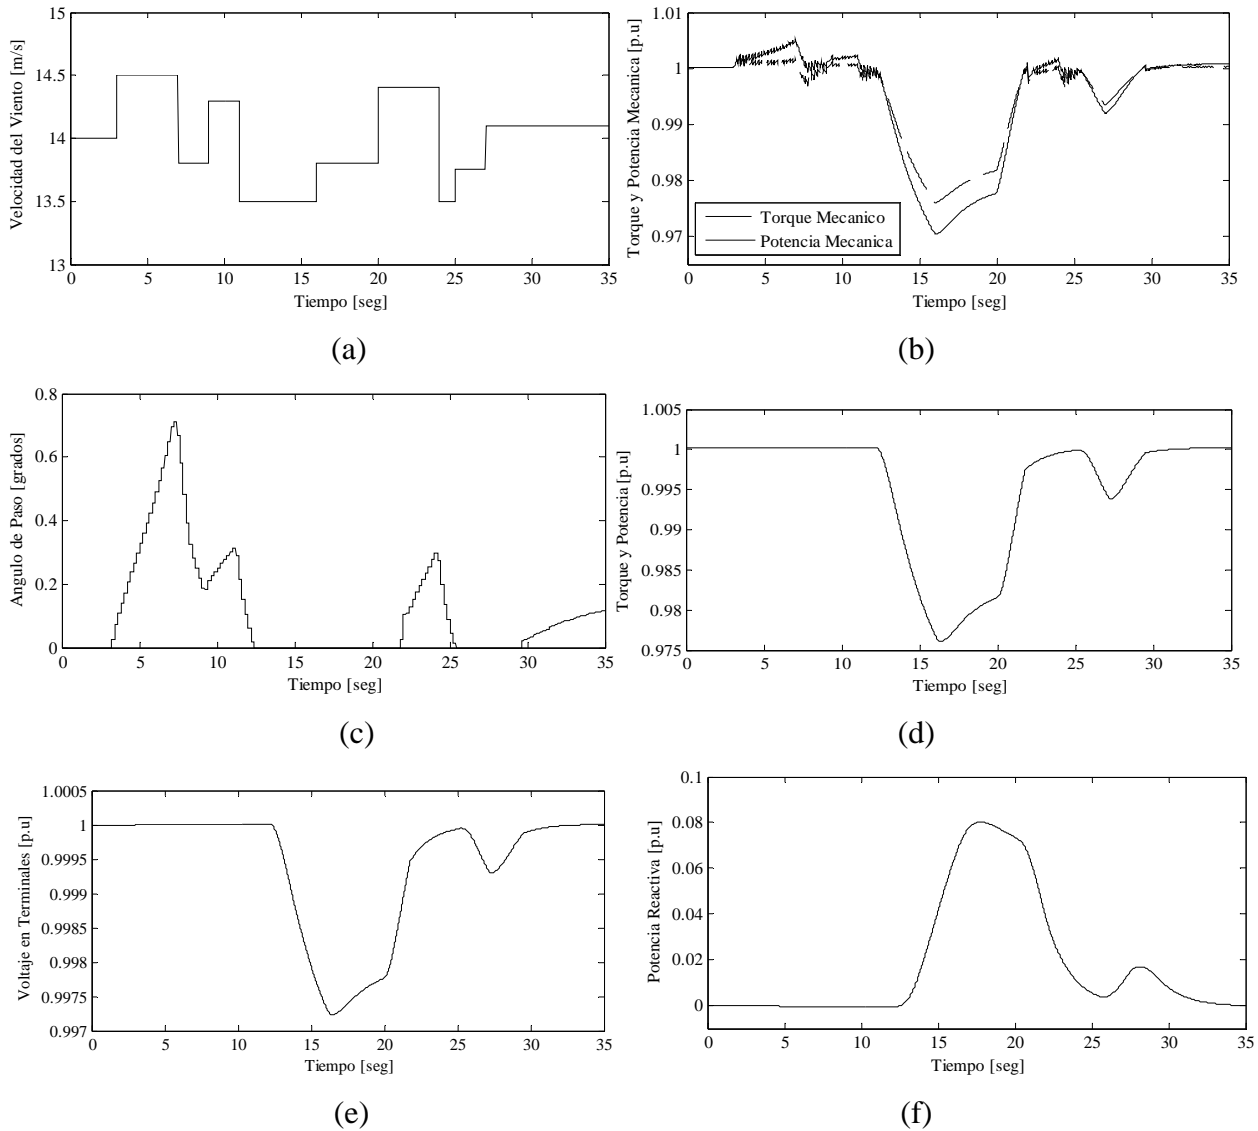 15
14.5
14
13.5
13
0 5 10 15 20 25 30 35
Velocidad del Viento [m/s]
Tiempo [seg]
(a)
1.01
1
0.99
0.98
0.97
0 5 10 15 20 25 30 35
Torque y Potencia Mecanica [p.u]
Torque Mecanico
Potencia Mecanica
Tiempo [seg]
(b)
0.8
0.6
0.4
0.2
0
0 5 10 15 20 25 30 35
Angulo de Paso [grados]
Tiempo [seg]
(c)
1.005
1
0.995
0.99
0.985
0.98
0.975
0 5 10 15 20 25 30 35
Torque y Potencia [p.u]
Tiempo [seg]
(d)
1.0005
1
0.9995
0.999
0.9985
0.998
0.9975
0.997
0 5 10 15 20 25 30 35
Voltaje en Terminales [p.u]
Tiempo [seg]
(e)
0.1
0.08
0.06
0.04
0.02
0
0 5 10 15 20 25 30 35
Potencia Reactiva [p.u]
Tiempo [seg]
(f)